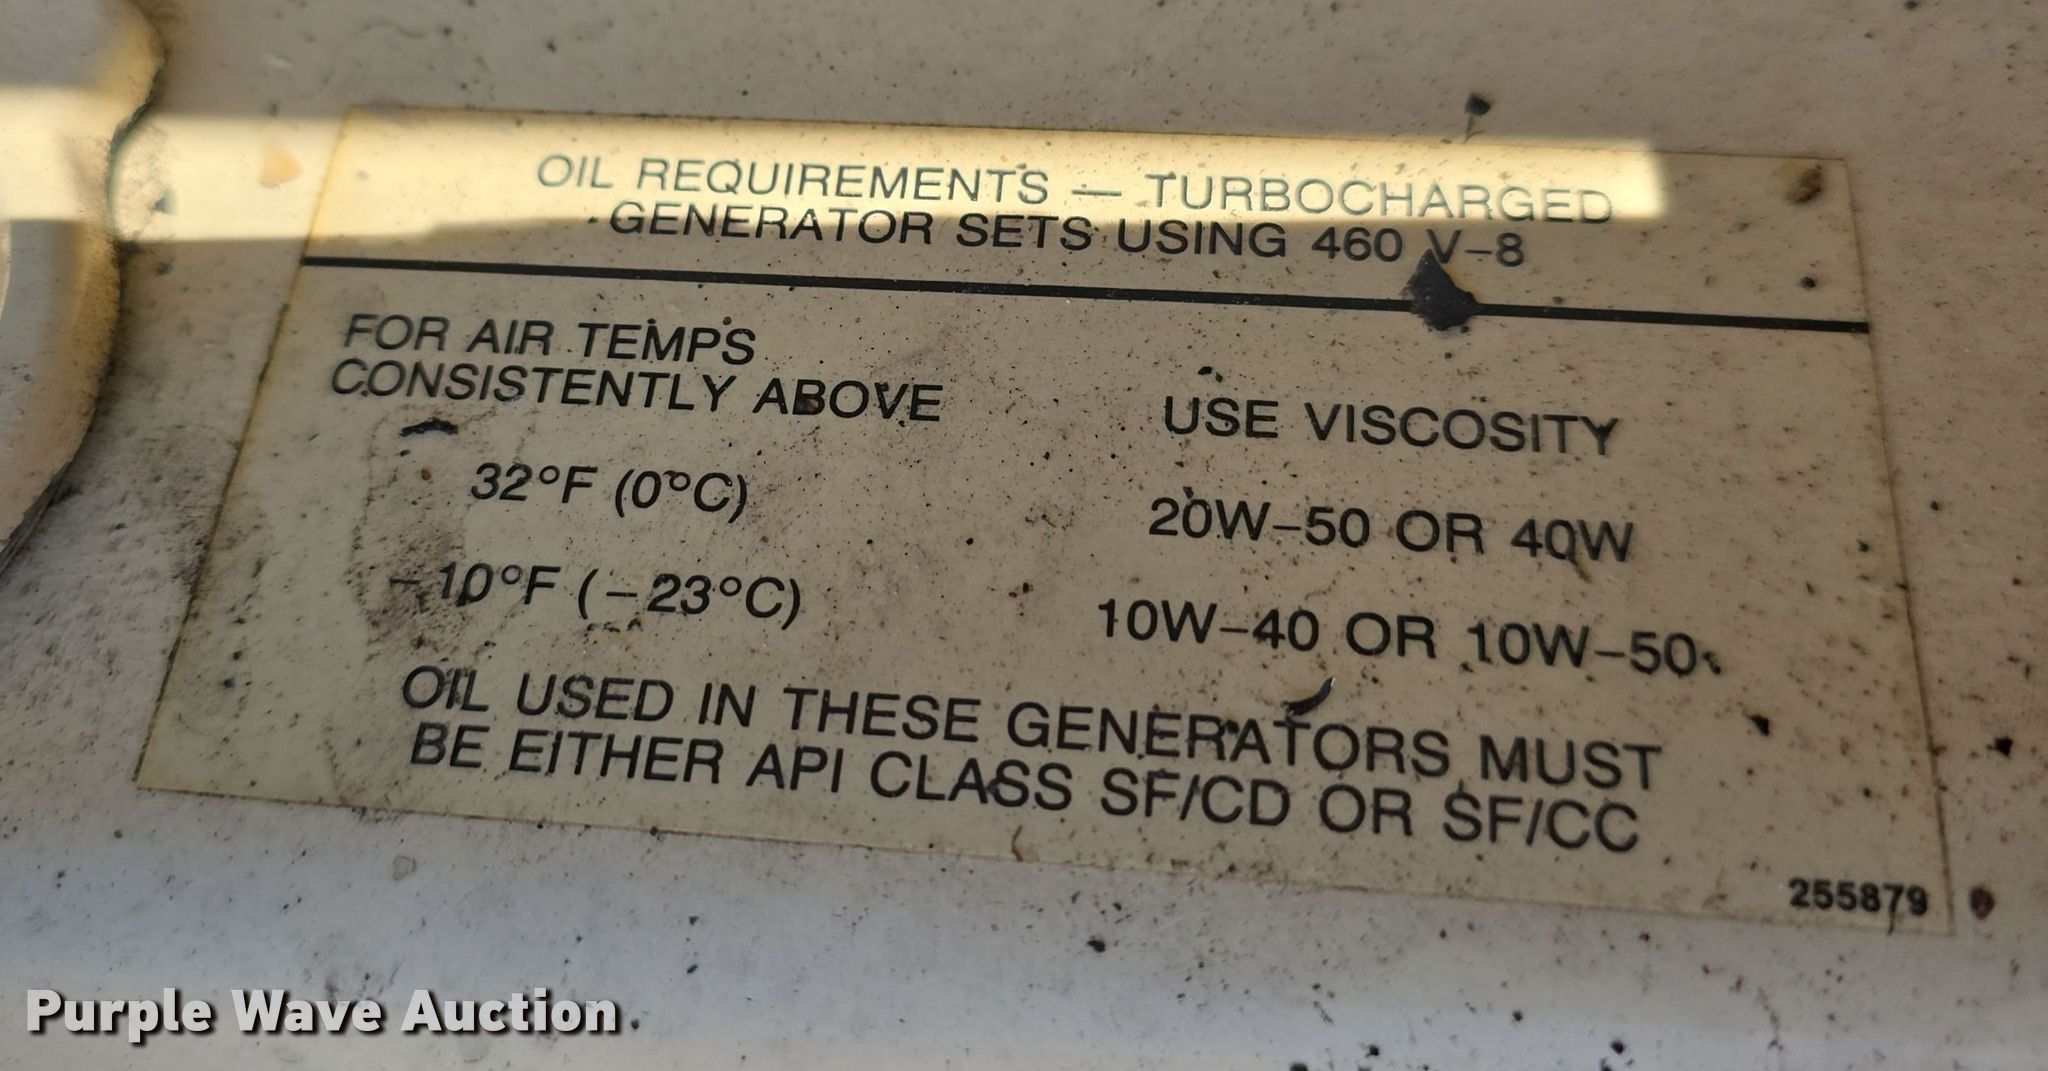 OIL REQUIREMENTS — TURBOCHARGED
GENERATOR SETS USING 460 V-8
FOR AIR TEMPS
CONSISTENTLY ABOVE
USE VISCOSITY
32°F (0°C)
20W-50 OR 40W
-10°F (-23°C)
10W-40 OR 10W-50
OIL USED IN THESE GENERATORS MUST
BE EITHER API CLASS SF/CD OR SF/CC
255879
Purple Wave Auction